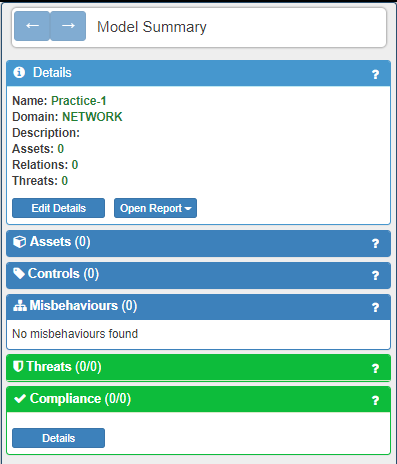 ← → Model Summary
Details ?
Name: Practice-1
Domain: NETWORK
Description:
Assets: 0
Relations: 0
Threats: 0
Edit Details Open Report
Assets (0) ?
Controls (0) ?
Misbehaviours (0) ?
No misbehaviours found
Threats (0/0) ?
Compliance (0/0) ?
Details